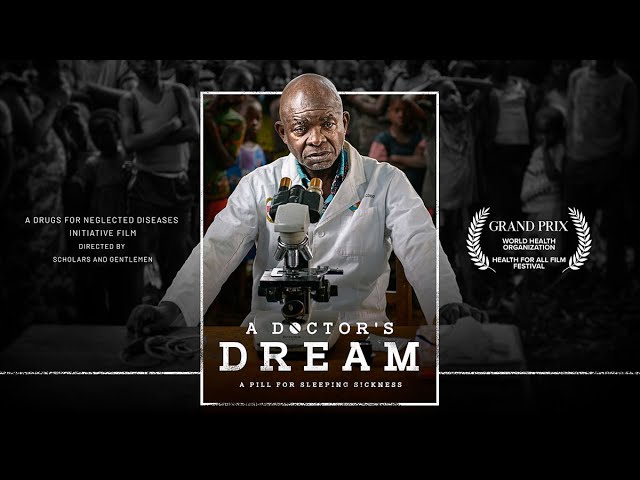 A DRUGS FOR NEGLECTED DISEASES
INITIATIVE FILM
DIRECTED BY
SCHOLARS AND GENTLEMEN
A DOCTOR'S
DREAM
A PILL FOR SLEEPING SICKNESS
GRAND PRIX
WORLD HEALTH
ORGANIZATION
HEALTH FOR ALL FILM
FESTIVAL